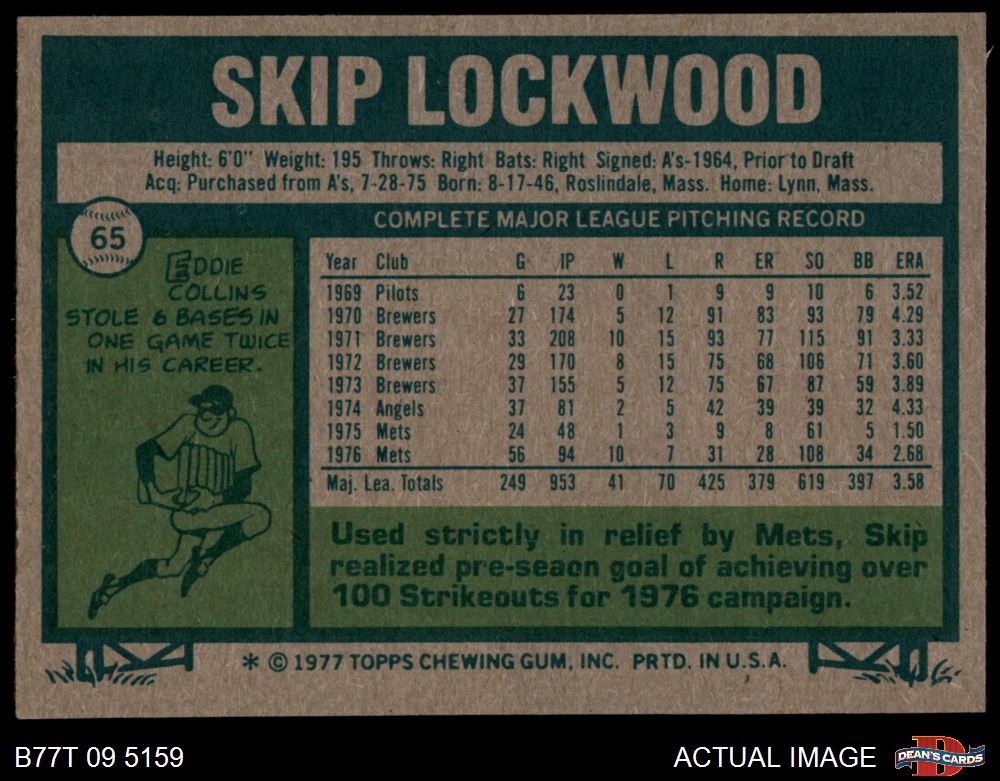 SKIP LOCKWOOD
Height: 6'0" Weight: 195 Throws: Right Bats: Right Signed: A's-1964, Prior to Draft
Acq: Purchased from A's, 7-28-75 Born: 8-17-46, Roslindale, Mass. Home: Lynn, Mass.
65
EDDIE
COLLINS
STOLE 6 BASES IN
ONE GAME TWICE
IN HIS CAREER.
COMPLETE MAJOR LEAGUE PITCHING RECORD
Year Club G IP W L R ER SO BB ERA
1969 Pilots 6 23 0 1 9 9 10 6 3.52
1970 Brewers 27 174 5 12 91 83 93 79 4.29
1971 Brewers 33 208 10 15 93 77 115 91 3.33
1972 Brewers 29 170 8 15 75 68 106 71 3.60
1973 Brewers 37 155 5 12 75 67 87 59 3.89
1974 Angels 37 81 2 5 42 39 39 32 4.33
1975 Mets 24 48 1 3 9 8 61 5 1.50
1976 Mets 56 94 10 7 31 28 108 34 2.68
Maj. Lea. Totals 249 953 41 70 425 379 619 397 3.58
Used strictly in relief by Mets, Skip
realized pre-seaon goal of achieving over
100 Strikeouts for 1976 campaign.
* © 1977 TOPPS CHEWING GUM, INC. PRTD. IN U.S.A.
B77T 09 5159
ACTUAL IMAGE
DEAN'S CARDS